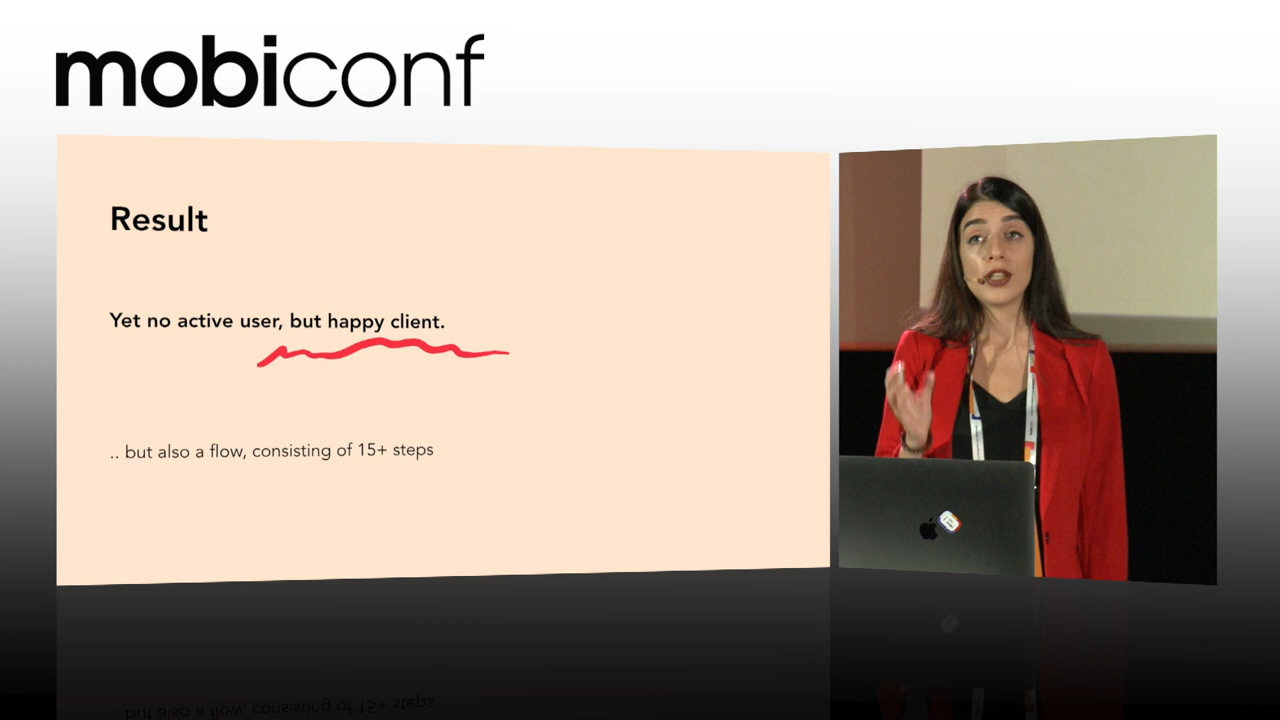 mobiconf
Result
Yet no active user, but happy client.
.. but also a flow, consisting of 15+ steps